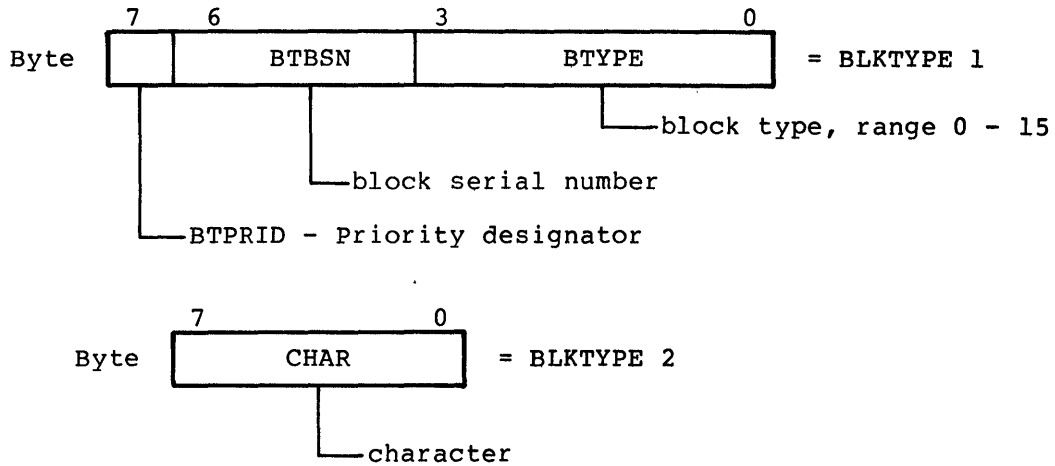 7 6 3 0
Byte BTBSN BTYPE = BLKTYPE 1
block type, range 0 - 15
block serial number
BTPRID - Priority designator
7 0
Byte CHAR = BLKTYPE 2
character